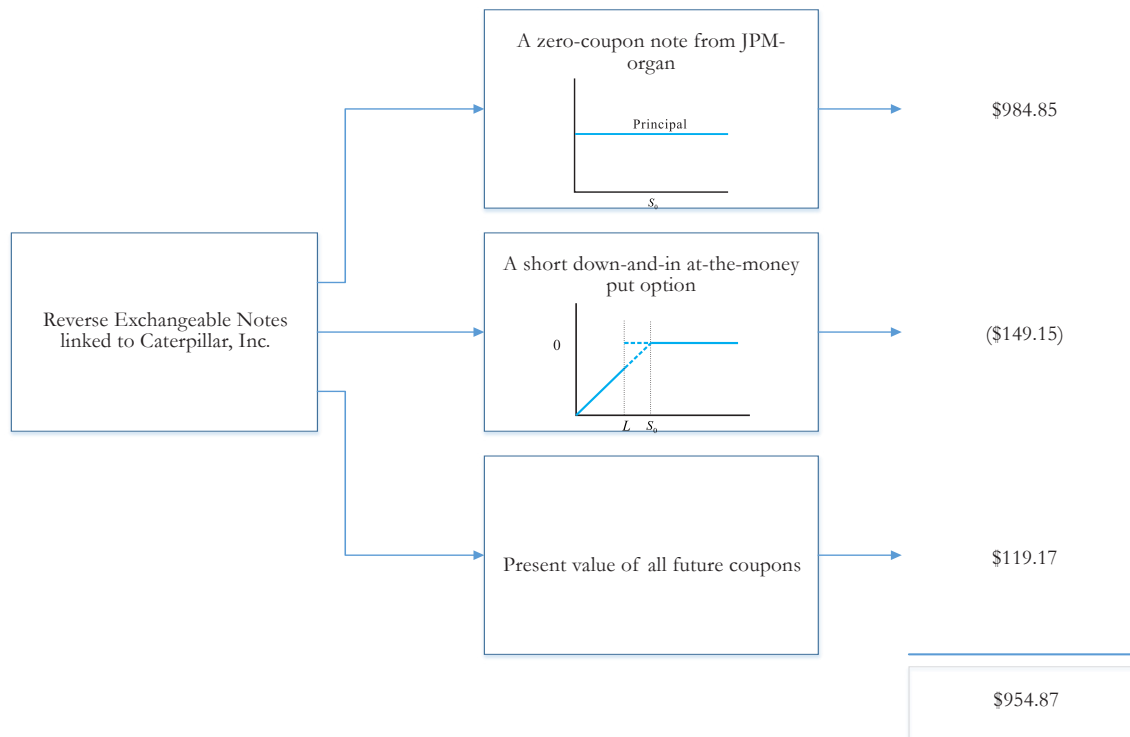 A zero-coupon note from JPM-
organ
Principal
S₀
$984.85
Reverse Exchangeable Notes
linked to Caterpillar, Inc.
A short down-and-in at-the-money
put option
0
L S₀
($149.15)
Present value of all future coupons
$119.17
$954.87